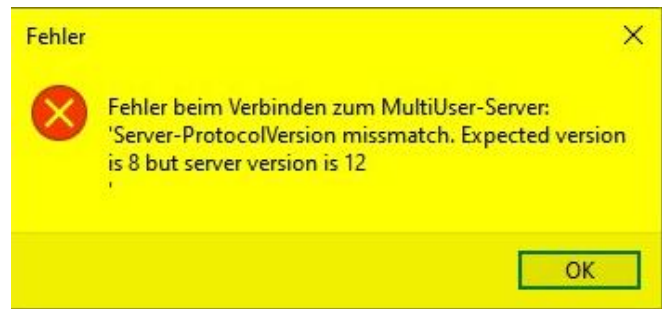 Fehler
Fehler beim Verbinden zum MultiUser-Server:
'Server-ProtocolVersion missmatch. Expected version
is 8 but server version is 12
'
OK